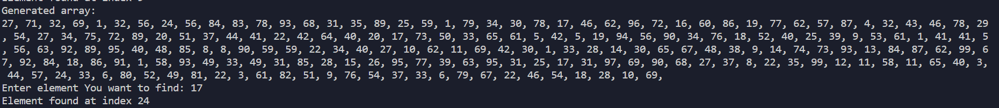 Element found at index 9
Generated array:
27, 71, 32, 69, 1, 32, 56, 24, 56, 84, 83, 78, 93, 68, 31, 35, 89, 25, 59, 1, 79, 34, 30, 78, 17, 46, 62, 96, 72, 16, 60, 86, 19, 77, 62, 57, 87, 4, 32, 43, 46, 78, 29
, 54, 27, 34, 75, 72, 89, 20, 51, 37, 44, 41, 22, 42, 64, 40, 20, 17, 73, 50, 33, 65, 61, 5, 42, 5, 19, 94, 56, 90, 34, 76, 18, 52, 40, 25, 39, 9, 53, 61, 1, 41, 41, 5
, 56, 63, 92, 89, 95, 40, 48, 85, 8, 8, 90, 59, 59, 22, 34, 40, 27, 10, 62, 11, 69, 42, 30, 1, 33, 28, 14, 30, 65, 67, 48, 38, 9, 14, 74, 73, 93, 13, 84, 87, 62, 99, 6
7, 92, 84, 18, 86, 91, 1, 58, 93, 49, 33, 49, 31, 85, 28, 15, 26, 95, 77, 39, 63, 95, 31, 25, 17, 31, 97, 69, 90, 68, 27, 37, 8, 22, 35, 99, 12, 11, 58, 11, 65, 40, 3,
44, 57, 24, 33, 6, 80, 52, 49, 81, 22, 3, 61, 82, 51, 9, 76, 54, 37, 33, 6, 79, 67, 22, 46, 54, 18, 28, 10, 69,
Enter element You want to find: 17
Element found at index 24